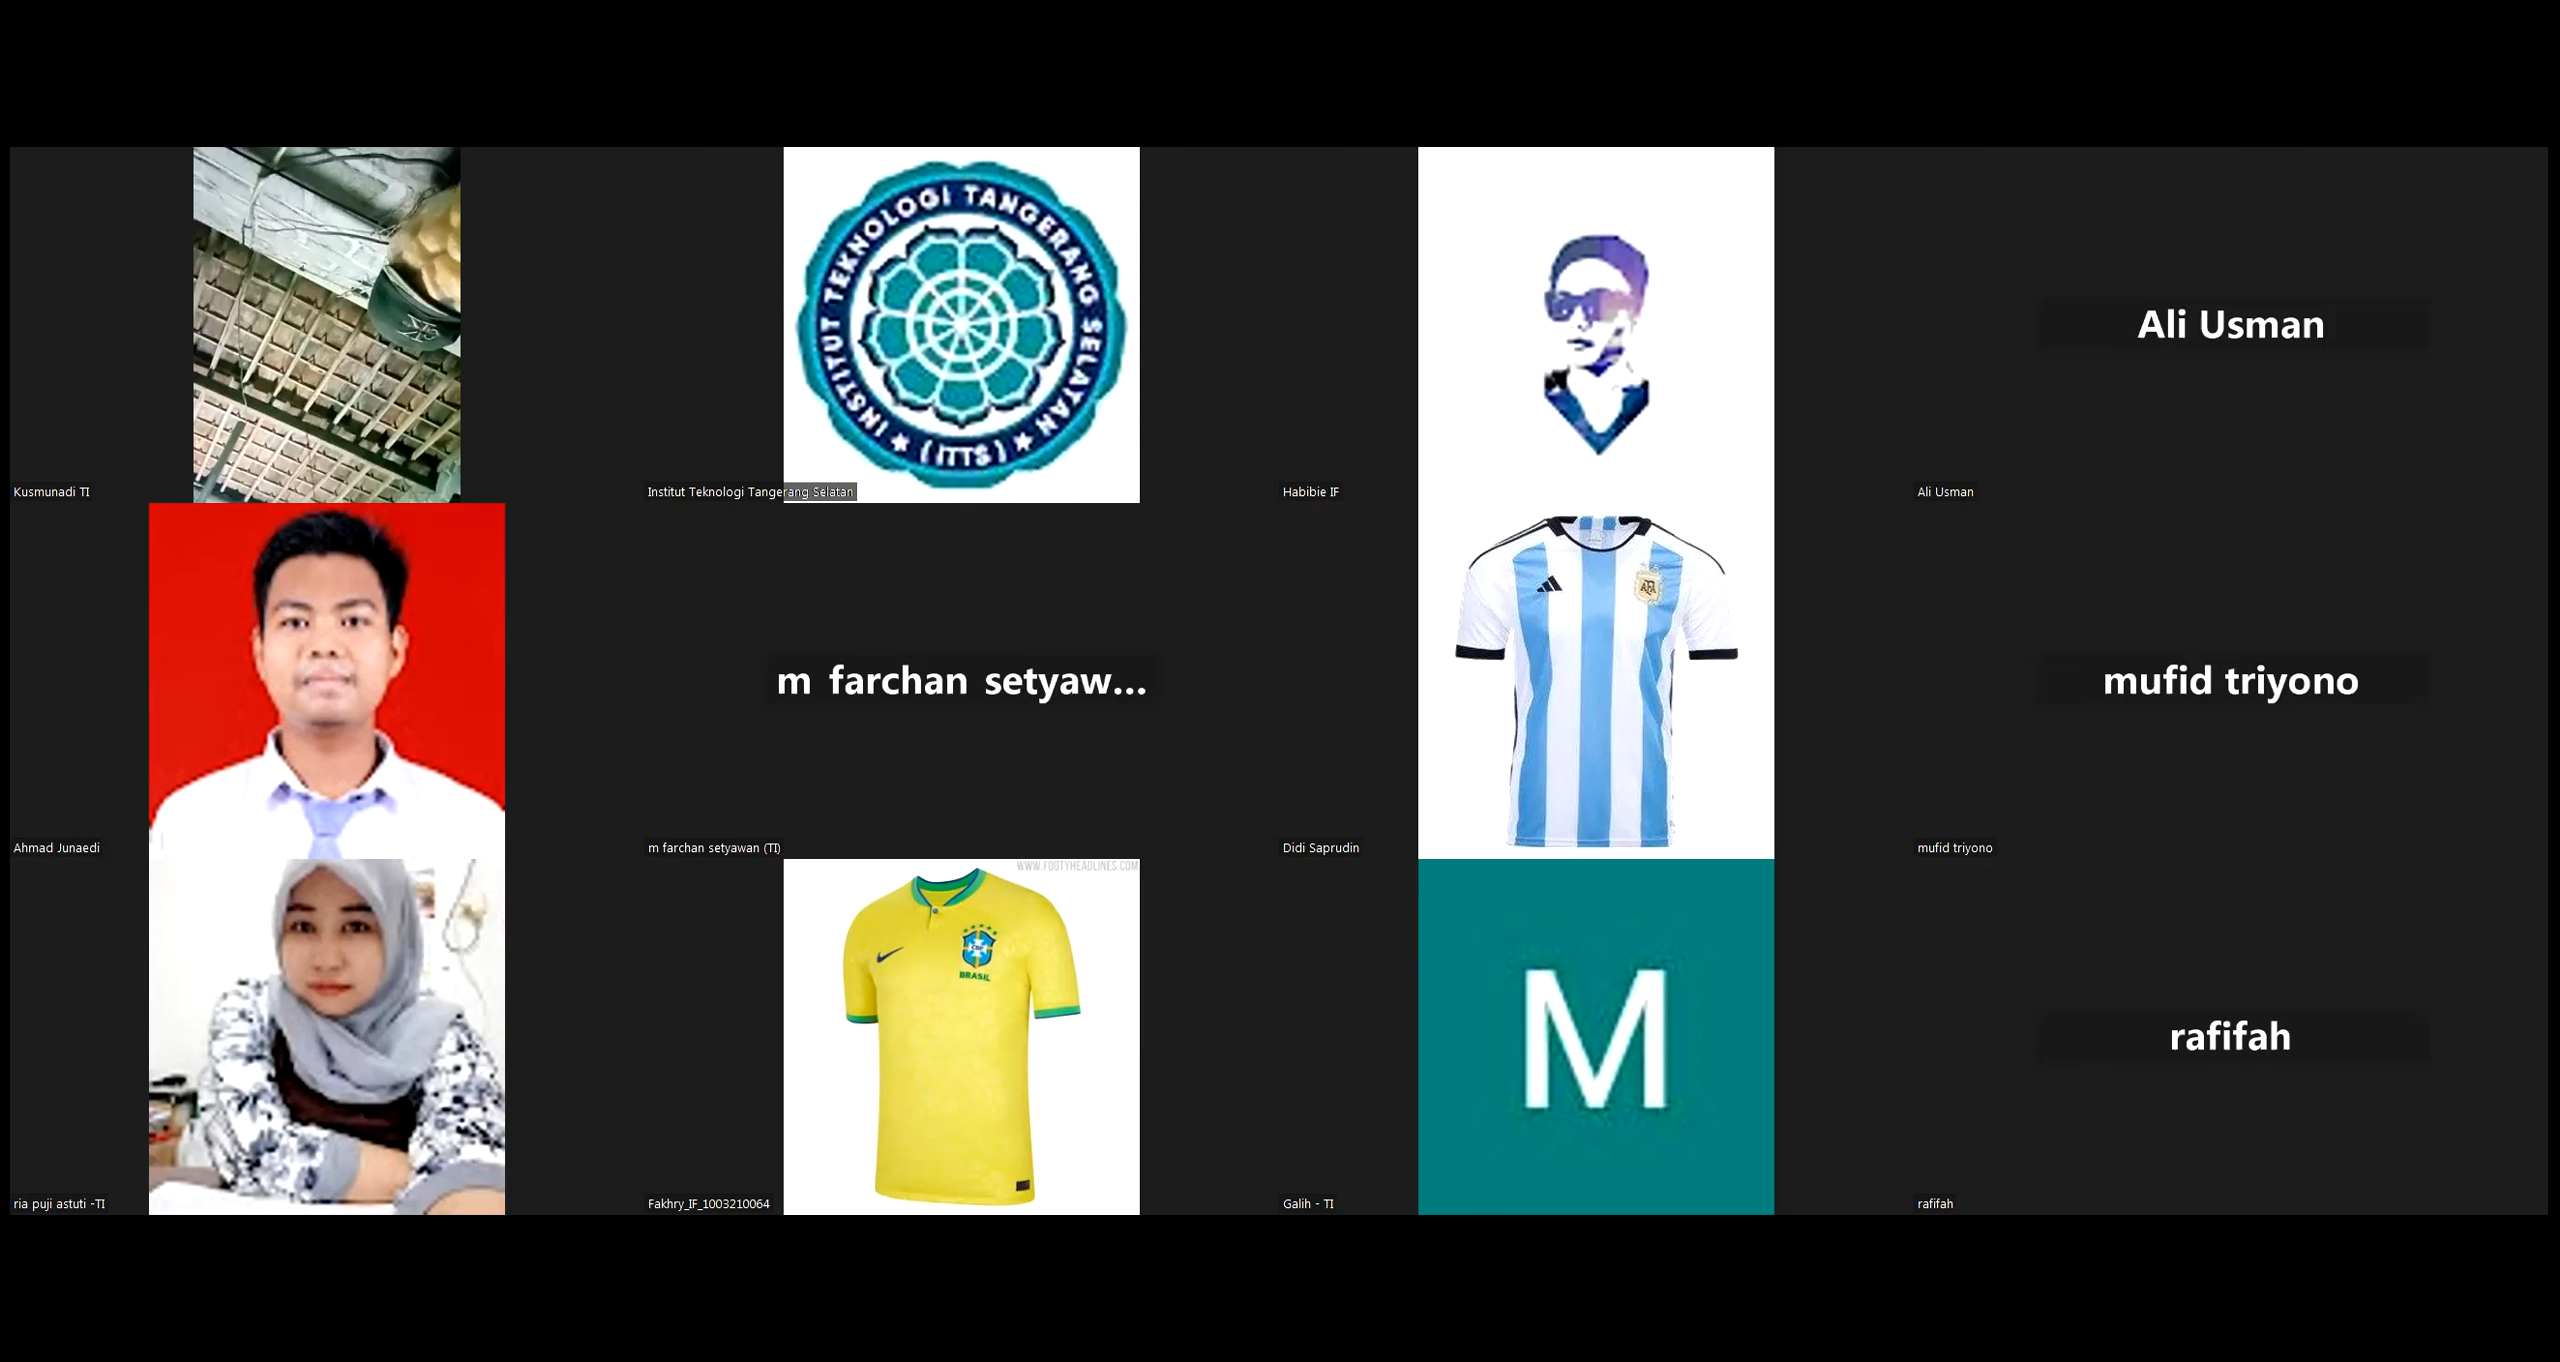 INSTITUT TEKNOLOGI TANGERANG SELATAN
(ITTS)
Ali Usman
Kusmunadi TI
Institut Teknologi Tangerang Selatan
Habibie IF
Ali Usman
m farchan setyaw...
mufid triyono
Ahmad Junaedi
m farchan setyawan (TI)
Didi Saprudin
mufid triyono
WWW.FOOTYHEADLINES.COM
CBF
BRASIL
M
rafifah
ria puji astuti -TI
Fakhry_IF_1003210064
Galih - TI
rafifah